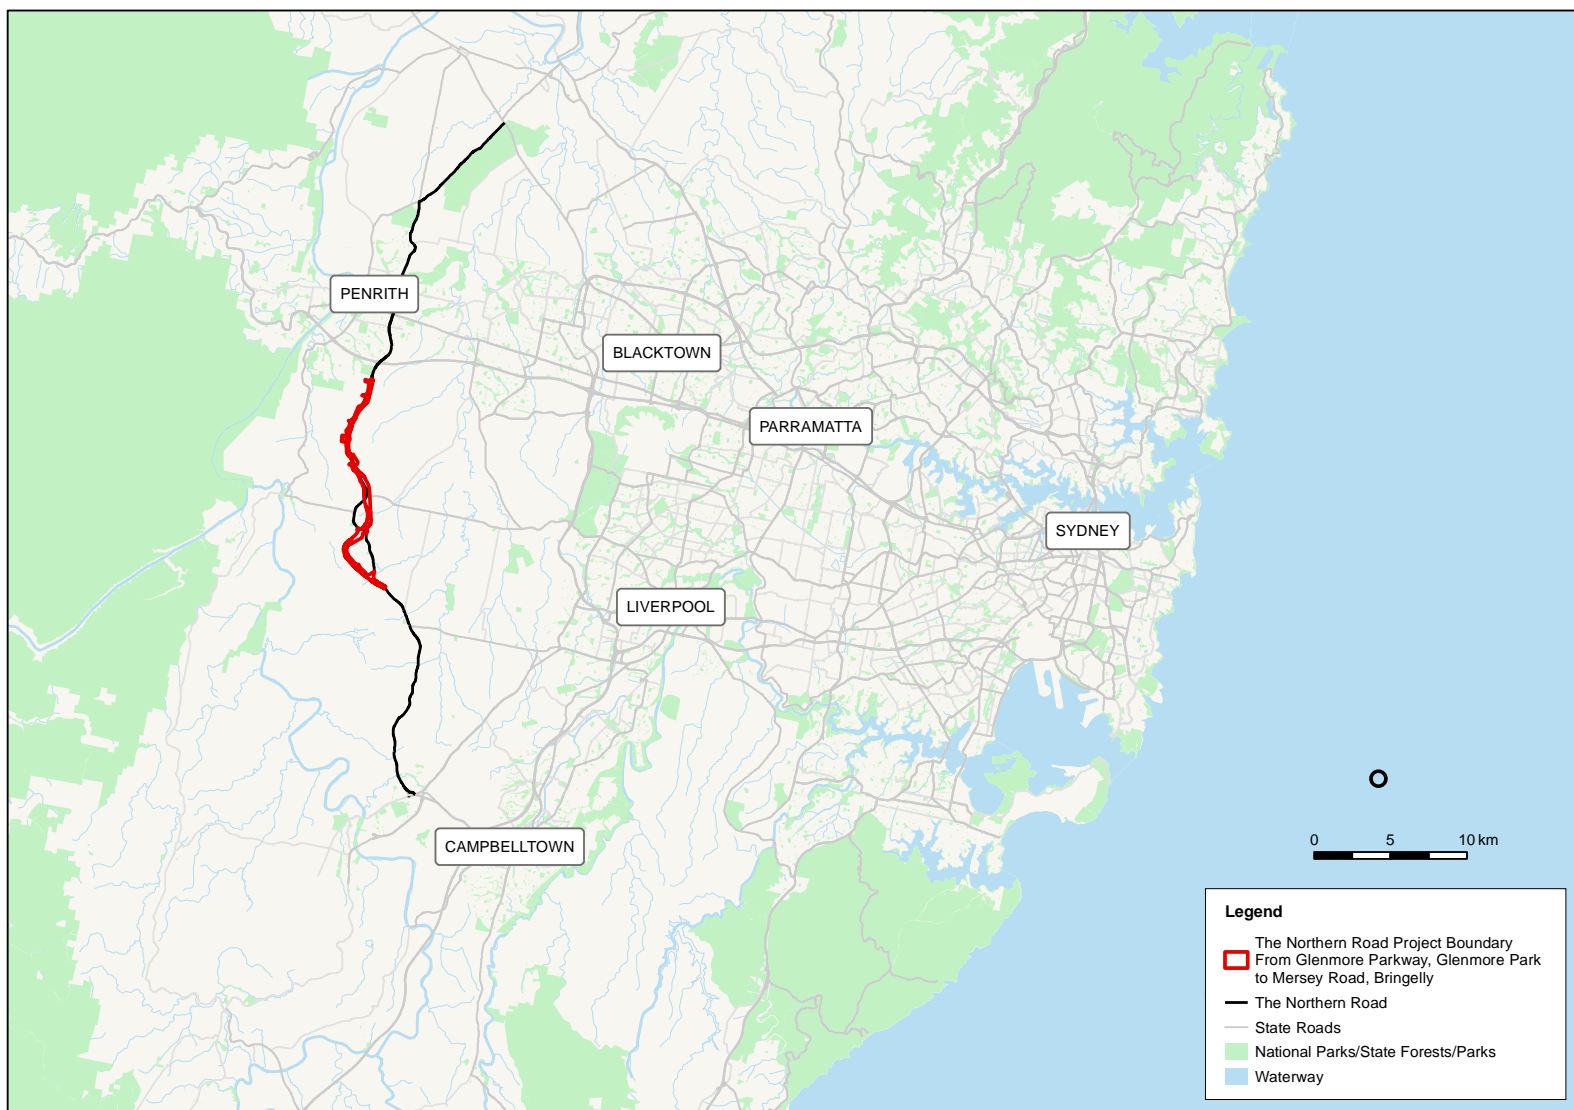 PENRITH
BLACKTOWN
PARRAMATTA
SYDNEY
LIVERPOOL
CAMPBELLTOWN
0 5 10 km
Legend
The Northern Road Project Boundary
From Glenmore Parkway, Glenmore Park
to Mersey Road, Bringelly
The Northern Road
State Roads
National Parks/State Forests/Parks
Waterway